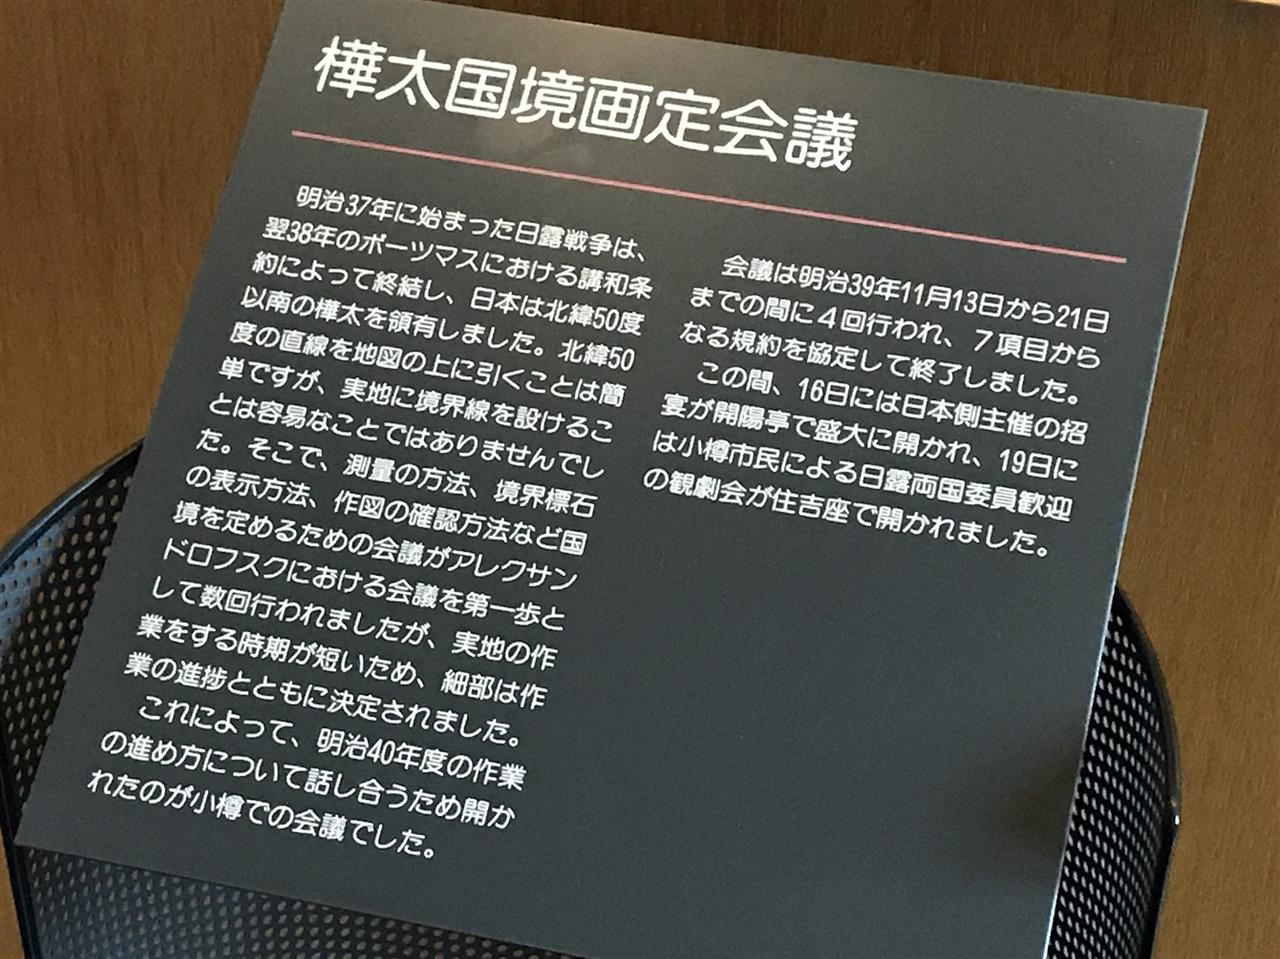 樺太国境画定会議
明治37年に始まった日露戦争は、
翌38年のポーツマスにおける講和条
約によって終結し、日本は北緯50度
以南の樺太を領有しました。北緯50
度の直線を地図の上に引くことは簡
単ですが、実地に境界線を設けるこ
とは容易なことではありませんでし
た。そこで、測量の方法、境界標石
の表示方法、作図の確認方法など国
境を定めるための会議がアレクサン
ドロフスクにおける会議を第一歩と
して数回行われましたが、実地の作
業をする時期が短いため、細部は作
業の進捗とともに決定されました。
これによって、明治40年度の作業
の進め方について話し合うため開か
れたのが小樽での会議でした。
会議は明治39年11月13日から21日
までの間に４回行われ、７項目から
なる規約を協定して終了しました。
この間、16日には日本側主催の招
宴が開陽亭で盛大に開かれ、19日に
は小樽市民による日露両国委員歓迎
の観劇会が住吉座で開かれました。